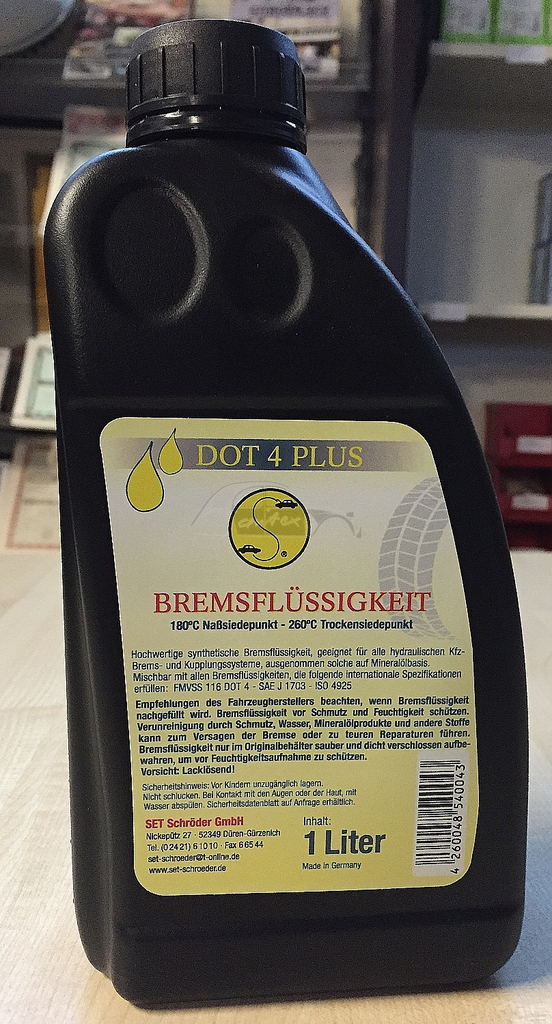 DOT 4 PLUS
S
®
BREMSFLÜSSIGKEIT
180ºC Naßsiedepunkt - 260ºC Trockensiedepunkt
Hochwertige synthetische Bremsflüssigkeit, geeignet für alle hydraulischen Kfz-
Brems- und Kupplungssysteme, ausgenommen solche auf Mineralölbasis.
Mischbar mit allen Bremsflüssigkeiten, die folgende internationale Spezifikationen
erfüllen: FMVSS 116 DOT 4 - SAE J 1703 - ISO 4925
Empfehlungen des Fahrzeugherstellers beachten, wenn Bremsflüssigkeit
nachgefüllt wird. Bremsflüssigkeit vor Schmutz und Feuchtigkeit schützen.
Verunreinigung durch Schmutz, Wasser, Mineralölprodukte und andere Stoffe
kann zum Versagen der Bremse oder zu teuren Reparaturen führen.
Bremsflüssigkeit nur im Originalbehälter sauber und dicht verschlossen aufbe-
wahren, um vor Feuchtigkeitsaufnahme zu schützen.
Vorsicht: Lacklösend!
Sicherheitshinweis: Vor Kindern unzugänglich lagern.
Nicht schlucken. Bei Kontakt mit den Augen oder der Haut, mit
Wasser abspülen. Sicherheitsdatenblatt auf Anfrage erhältlich.
SET Schröder GmbH
Nickepütz 27 · 52349 Düren-Gürzenich
Tel. (0 24 21) 6 10 10 · Fax 6 65 44
set-schroeder@t-online.de
www.set-schroeder.de
Inhalt:
1 Liter
Made in Germany
4 260048 540043